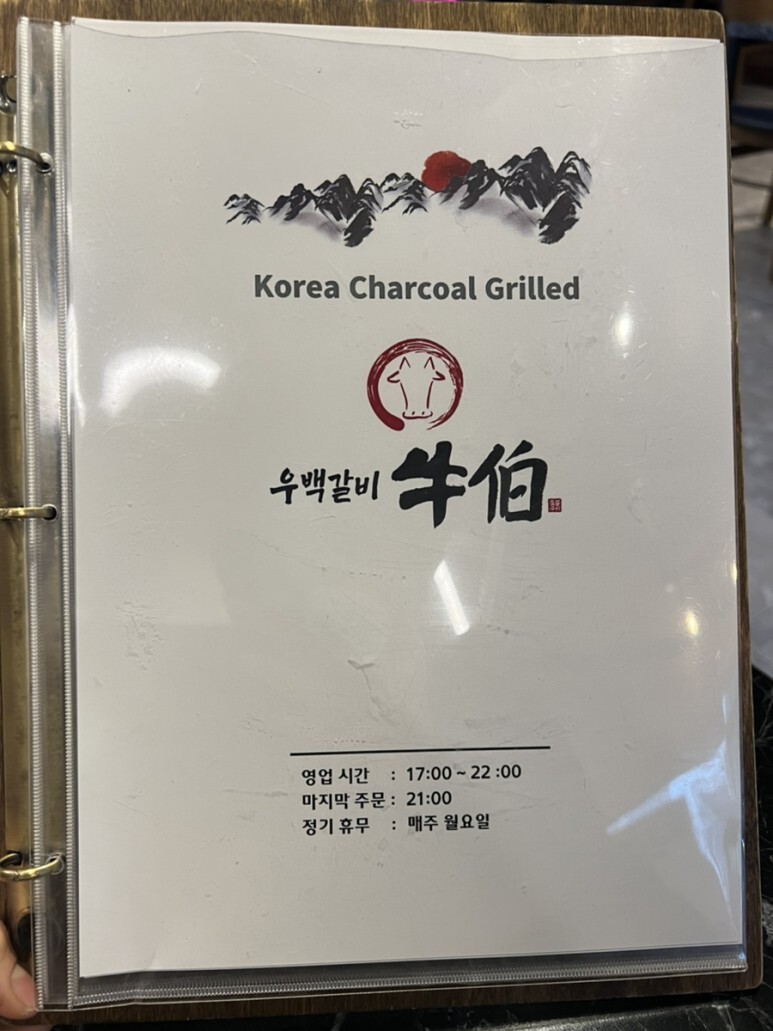 Korea Charcoal Grilled
우백갈비 牛伯
영업 시간 : 17:00 ~ 22 :00
마지막 주문 : 21:00
정기 휴무 : 매주 월요일